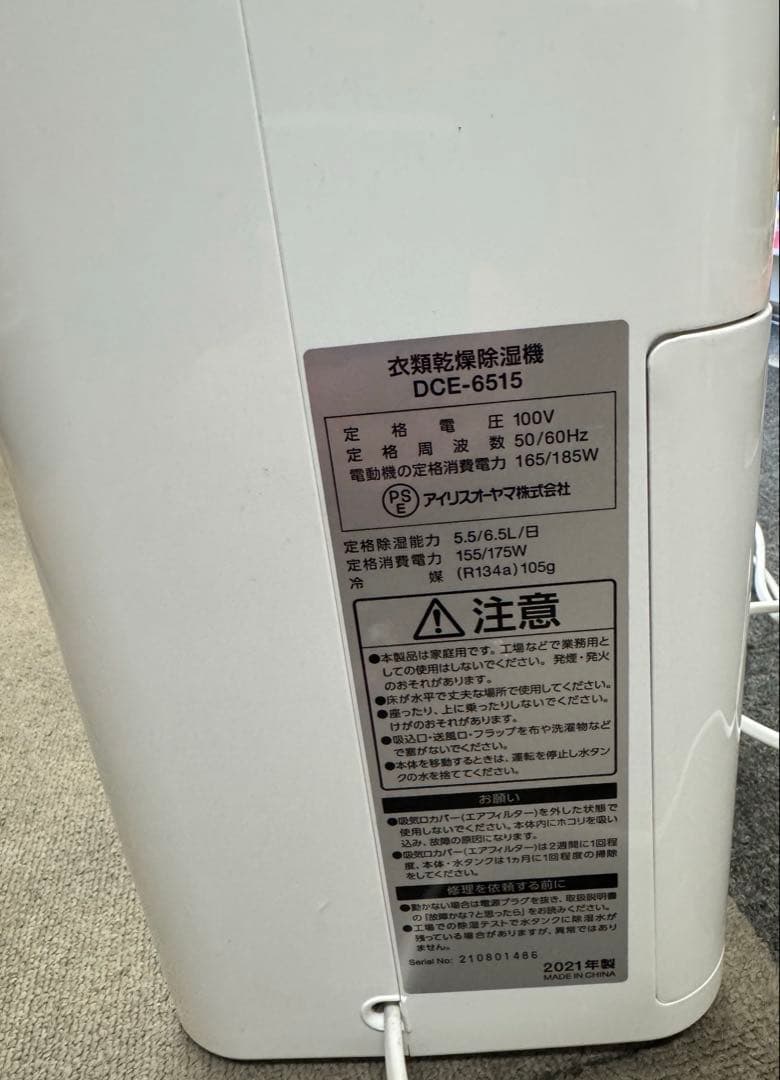 衣類乾燥除湿機
DCE-6515
定格電圧 100V
定格周波数 50/60Hz
電動機の定格消費電力 165/185W
PSE アイリスオーヤマ株式会社
定格除湿能力 5.5/6.5L/日
定格消費電力 155/175W
冷媒 (R134a)105g
⚠注意
●本製品は家庭用です。工場などで業務用と
しての使用はしないでください。発煙・発火
のおそれがあります。
●床が水平で丈夫な場所で使用してください。
●座ったり、上に乗ったりしないでください。
けがのおそれがあります。
●吸込口・送風口・フラップを布や洗濯物など
で塞がないでください。
●本体を移動するときは、運転を停止し水タン
クの水を捨ててください。
お願い
●吸気口カバー(エアフィルター)を外した状態で
使用しないでください。本体内にホコリを吸い
込み、故障の原因になります。
●吸気口カバー(エアフィルター)は2週間に1回程
度、本体・水タンクは1ヵ月に1回程度の掃除
をしてください。
修理を依頼する前に
●動かない場合は電源プラグを抜き、取扱説明書
の「故障かな?と思ったら」をお読みください。
●工場での除湿テストで水タンクに除湿水が
残っている場合がありますが、異常ではあり
ません。
Serial No: 210801486
2021年製
MADE IN CHINA